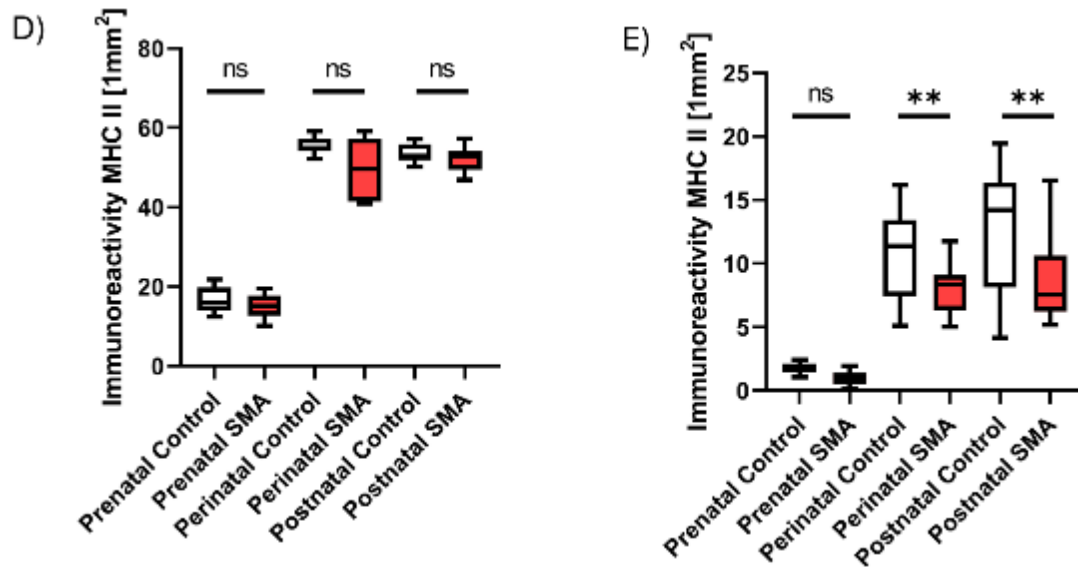 D)
Immunoreactivity MHC II [1mm²]
80
60
40
20
0
ns
ns
ns
Prenatal Control
Prenatal SMA
Perinatal Control
Perinatal SMA
Postnatal Control
Postnatal SMA
E)
Immunoreactivity MHC II [1mm²]
25
20
15
10
5
0
ns
**
**
Prenatal Control
Prenatal SMA
Perinatal Control
Perinatal SMA
Postnatal Control
Postnatal SMA